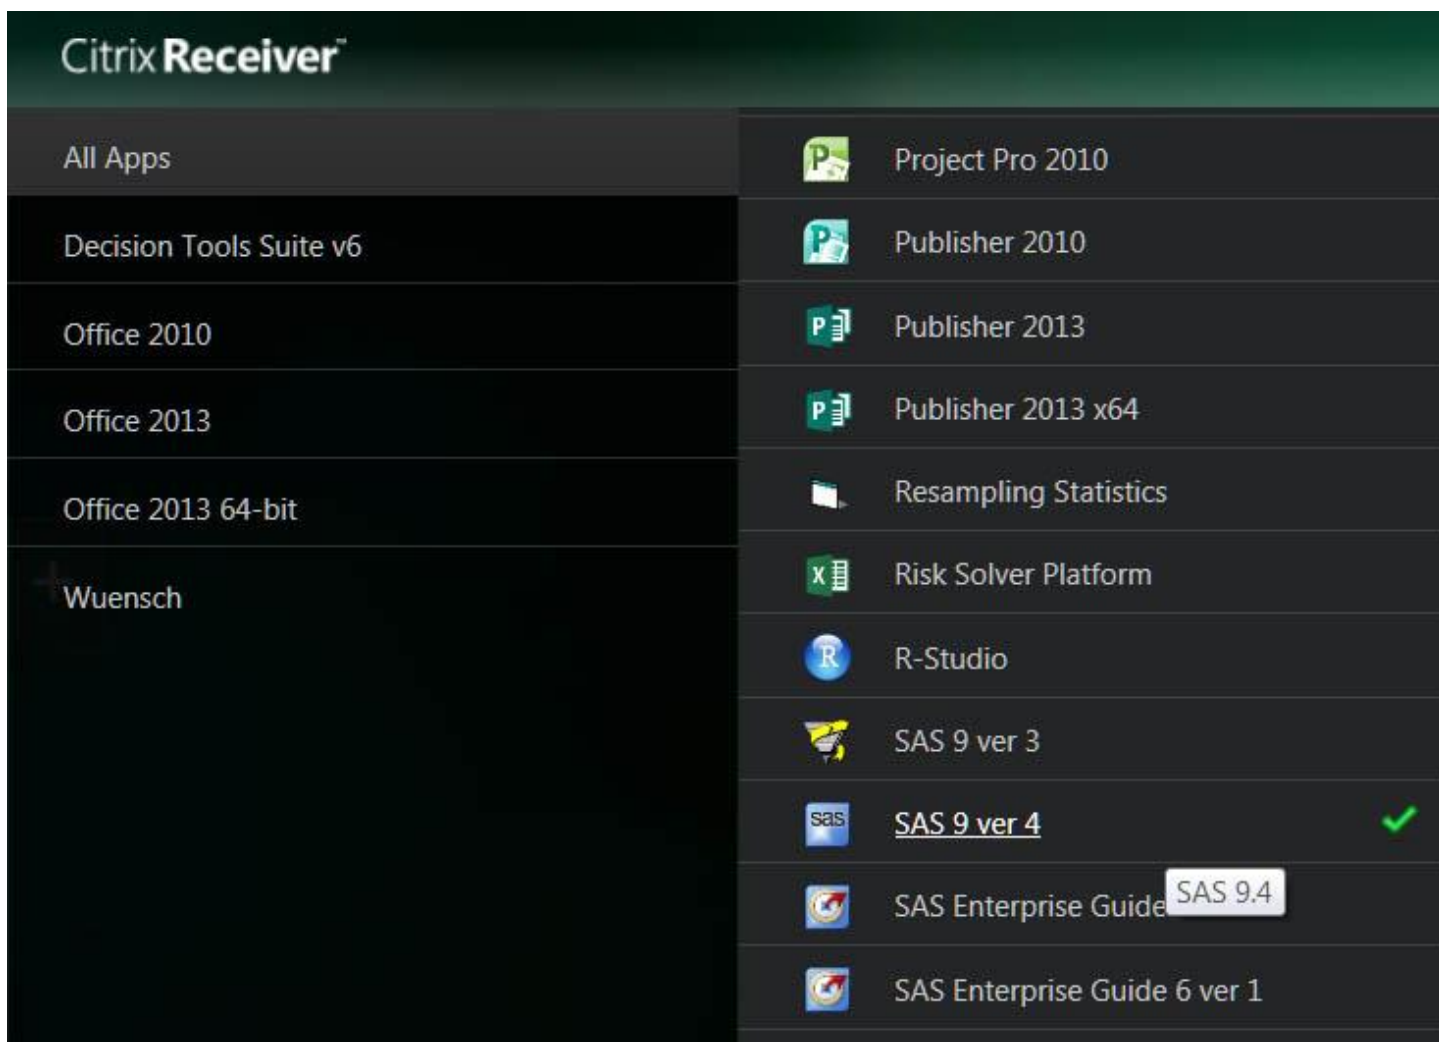 Citrix Receiver™
All Apps
Decision Tools Suite v6
Office 2010
Office 2013
Office 2013 64-bit
Wuensch
Project Pro 2010
Publisher 2010
Publisher 2013
Publisher 2013 x64
Resampling Statistics
Risk Solver Platform
R-Studio
SAS 9 ver 3
sas
SAS 9 ver 4
SAS 9.4
SAS Enterprise Guide
SAS Enterprise Guide 6 ver 1